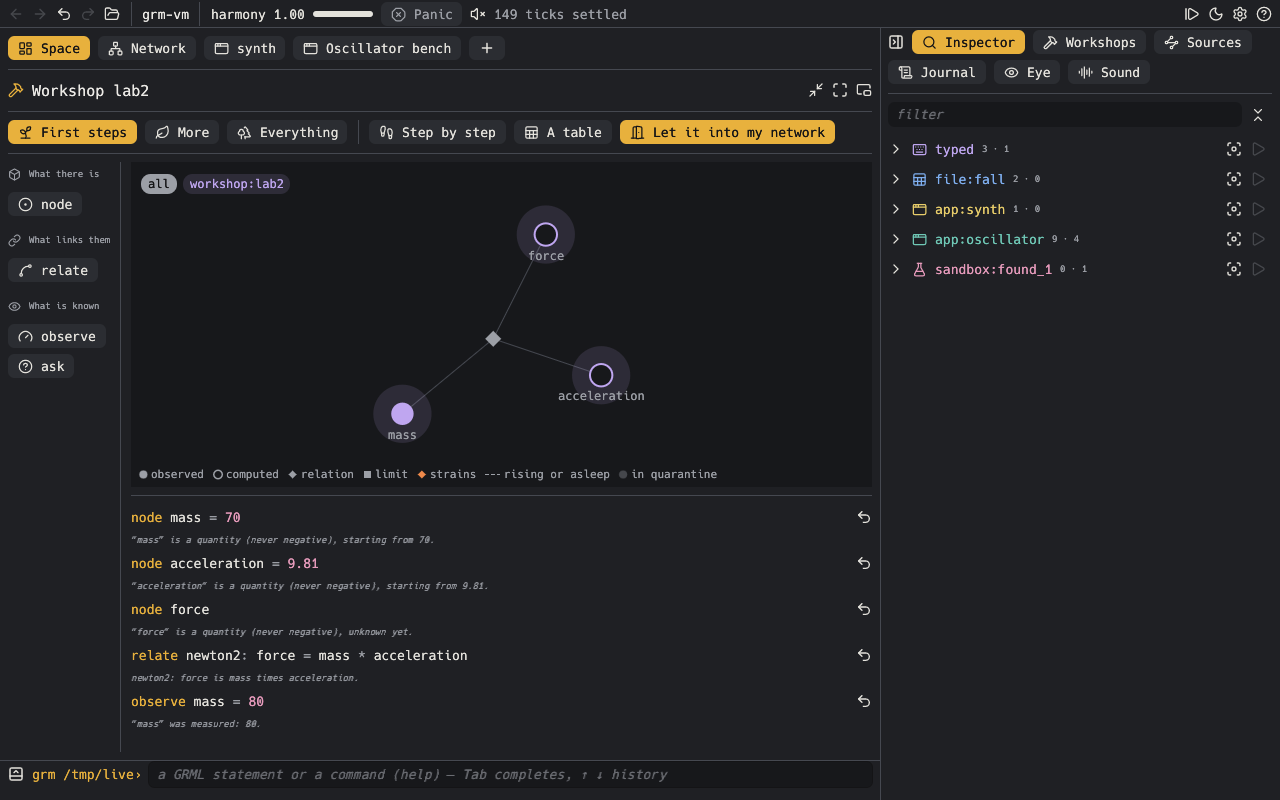 grm-vm harmony 1.00 Panic 149 ticks settled
Space Network synth Oscillator bench +
Workshop lab2
First steps More Everything Step by step A table Let it into my network
What there is
node
What links them
relate
What is known
observe
ask
all workshop:lab2
force
acceleration
mass
observed computed relation limit strains rising or asleep in quarantine
node mass = 70
“mass” is a quantity (never negative), starting from 70.
node acceleration = 9.81
“acceleration” is a quantity (never negative), starting from 9.81.
node force
“force” is a quantity (never negative), unknown yet.
relate newton2: force = mass * acceleration
newton2: force is mass times acceleration.
observe mass = 80
“mass” was measured: 80.
grm /tmp/live› a GRML statement or a command (help) — Tab completes, ↑ ↓ history
Inspector Workshops Sources
Journal Eye Sound
filter
typed 3 · 1
file:fall 2 · 0
app:synth 1 · 0
app:oscillator 9 · 4
sandbox:found_1 0 · 1